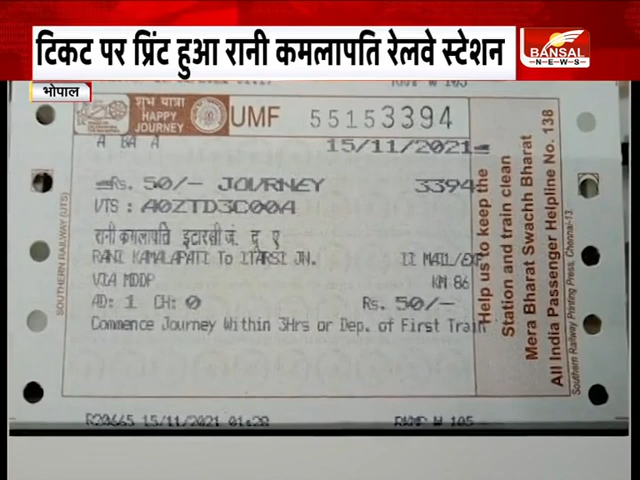 टिकट पर प्रिंट हुआ रानी कमलापति रेलवे स्टेशन
BANSAL
NEWS
भोपाल
शुभ यात्रा
HAPPY
JOURNEY
UMF 55153394
15/11/2021
Rs. 50/- JOURNEY 3394
UTS : A0ZTD3C00A
रानी कमलापति इटारसी जं. दु ए
RANI KAMALAPATI To ITARSI JN. II MAIL/EXP
VIA MDDP KM 86
AD: 1 CH: 0 Rs. 50/-
Commence Journey Within 3Hrs or Dep. of First Train
R20665 15/11/2021 01:28 RKMP W 105
SOUTHERN RAILWAY (UTS)
Help us to keep the
Station and train clean
Mera Bharat Swachh Bharat
All India Passenger Helpline No. 138
Southern Railway Printing Press, Chennai-13